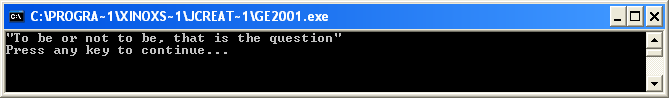 C:\PROGRA~1\XINOXS~1\JCREAT~1\GE2001.exe
"To be or not to be, that is the question"
Press any key to continue...